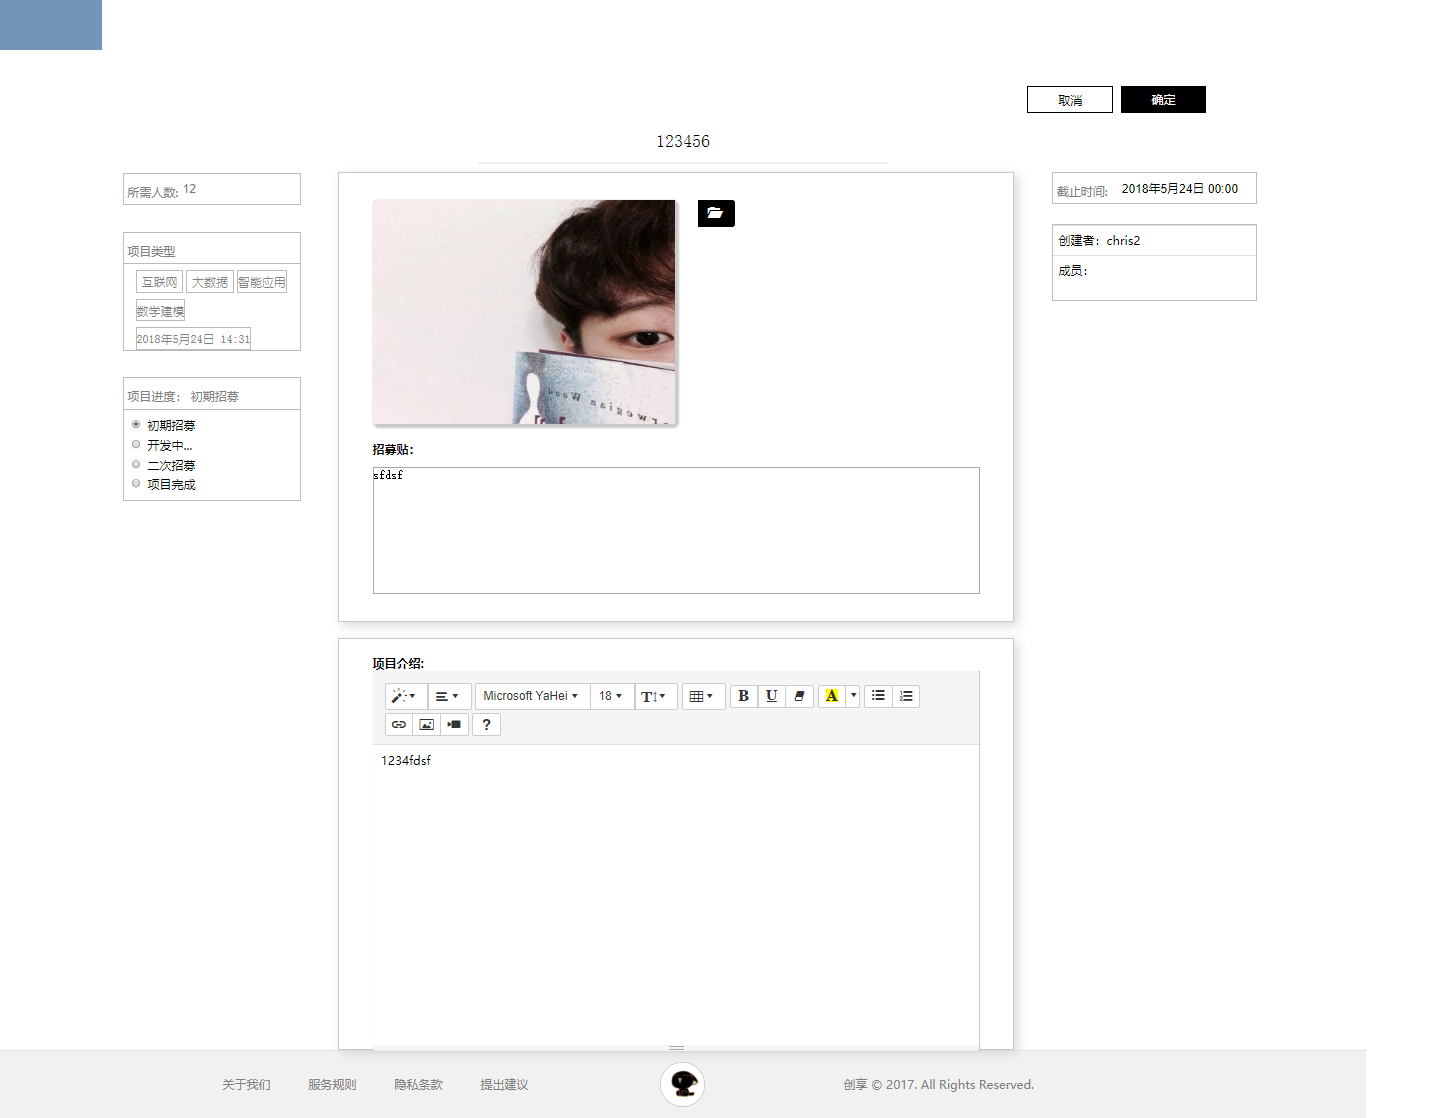 取消 确定
123456
所需人数: 12
项目类型
互联网 大数据 智能应用
数学建模
2018年5月24日 14:31
项目进度： 初期招募
初期招募
开发中...
二次招募
项目完成
招募贴：
sfdsf
截止时间: 2018年5月24日 00:00
创建者：chris2
成员：
项目介绍:
Microsoft YaHei 18 T B U A ?
1234fdsf
关于我们 服务规则 隐私条款 提出建议
创享 © 2017. All Rights Reserved.